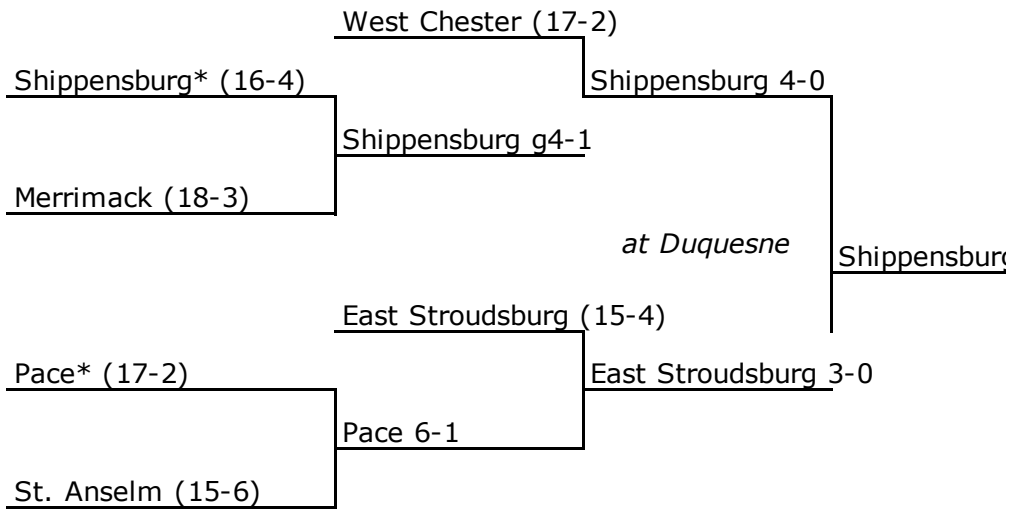 West Chester (17-2)
Shippensburg* (16-4)
Shippensburg 4-0
Shippensburg g4-1
Merrimack (18-3)
at Duquesne
Shippensburg
East Stroudsburg (15-4)
Pace* (17-2)
East Stroudsburg 3-0
Pace 6-1
St. Anselm (15-6)